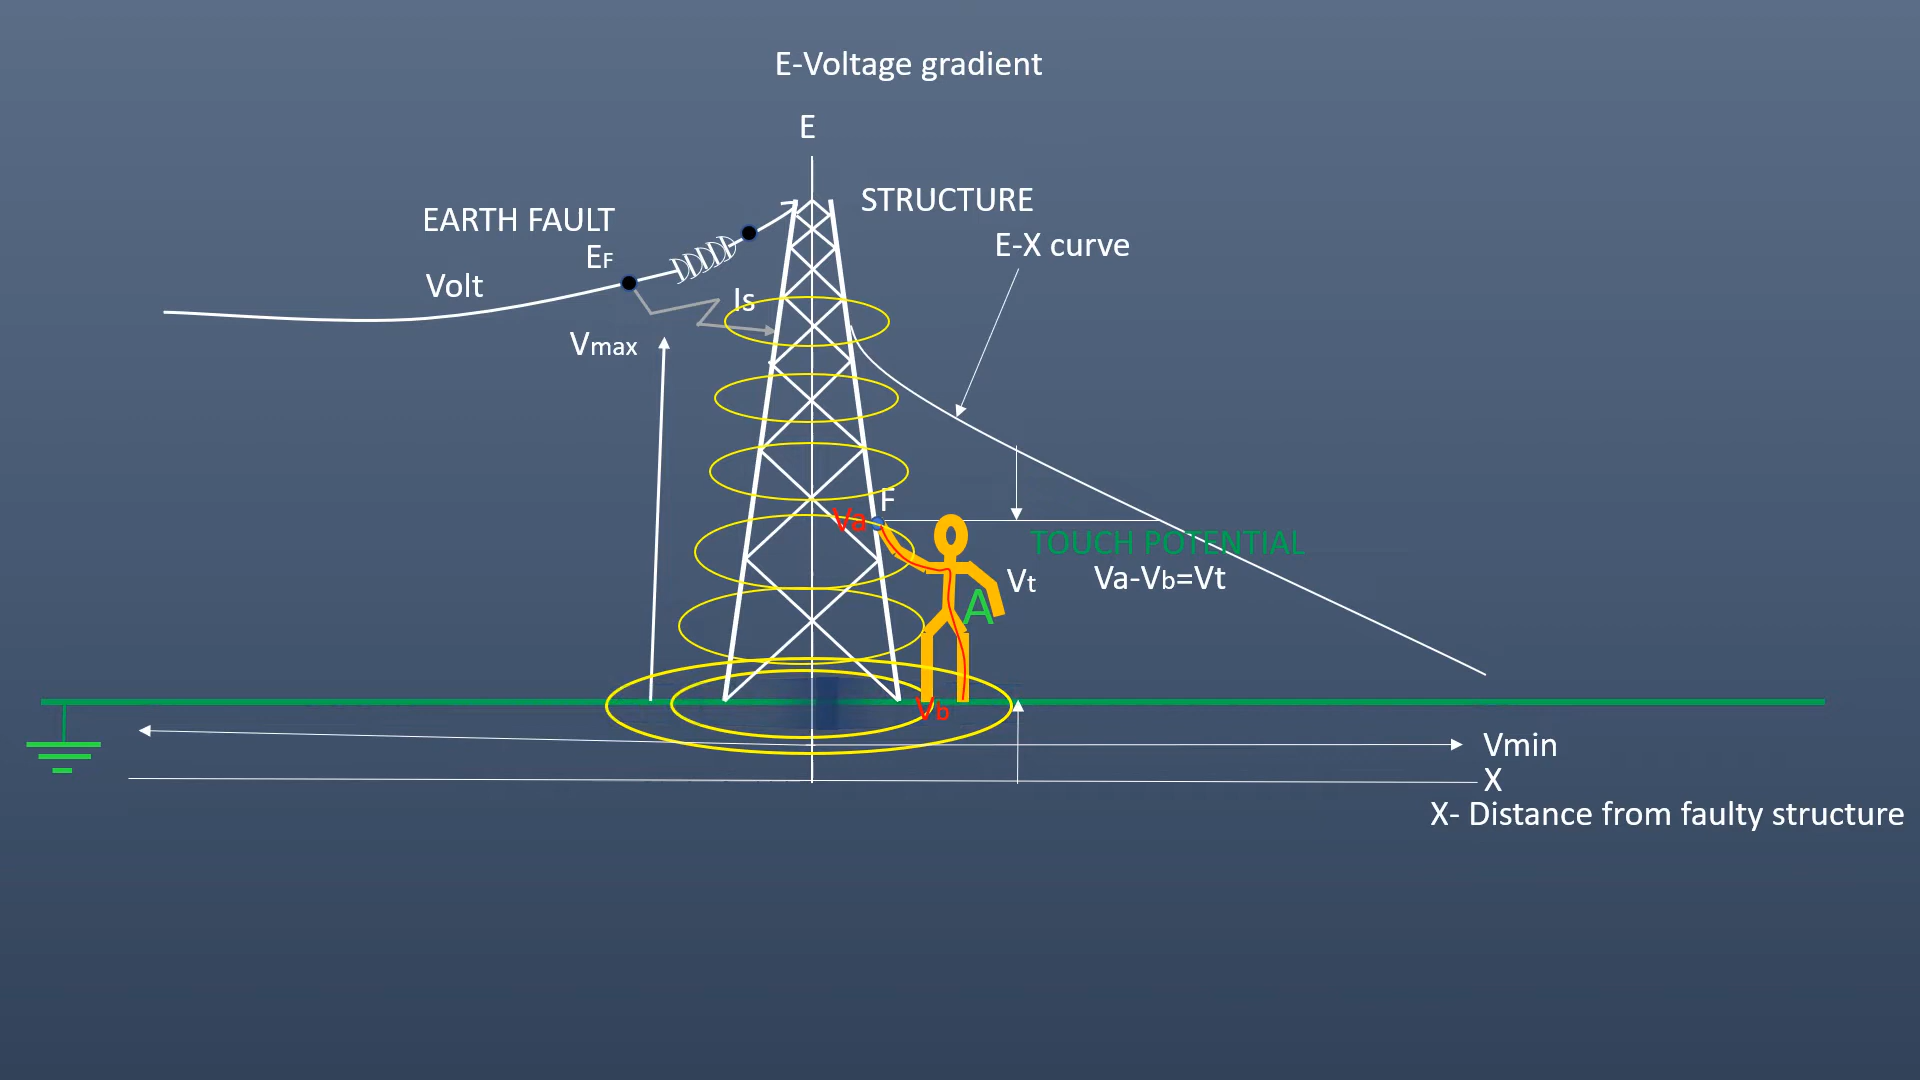 E-Voltage gradient
E
STRUCTURE
EARTH FAULT
E-X curve
EF
Volt
Is
Vmax
F
Va
TOUCH POTENTIAL
Vt
Va-Vb=Vt
A
Vb
Vmin
X
X- Distance from faulty structure